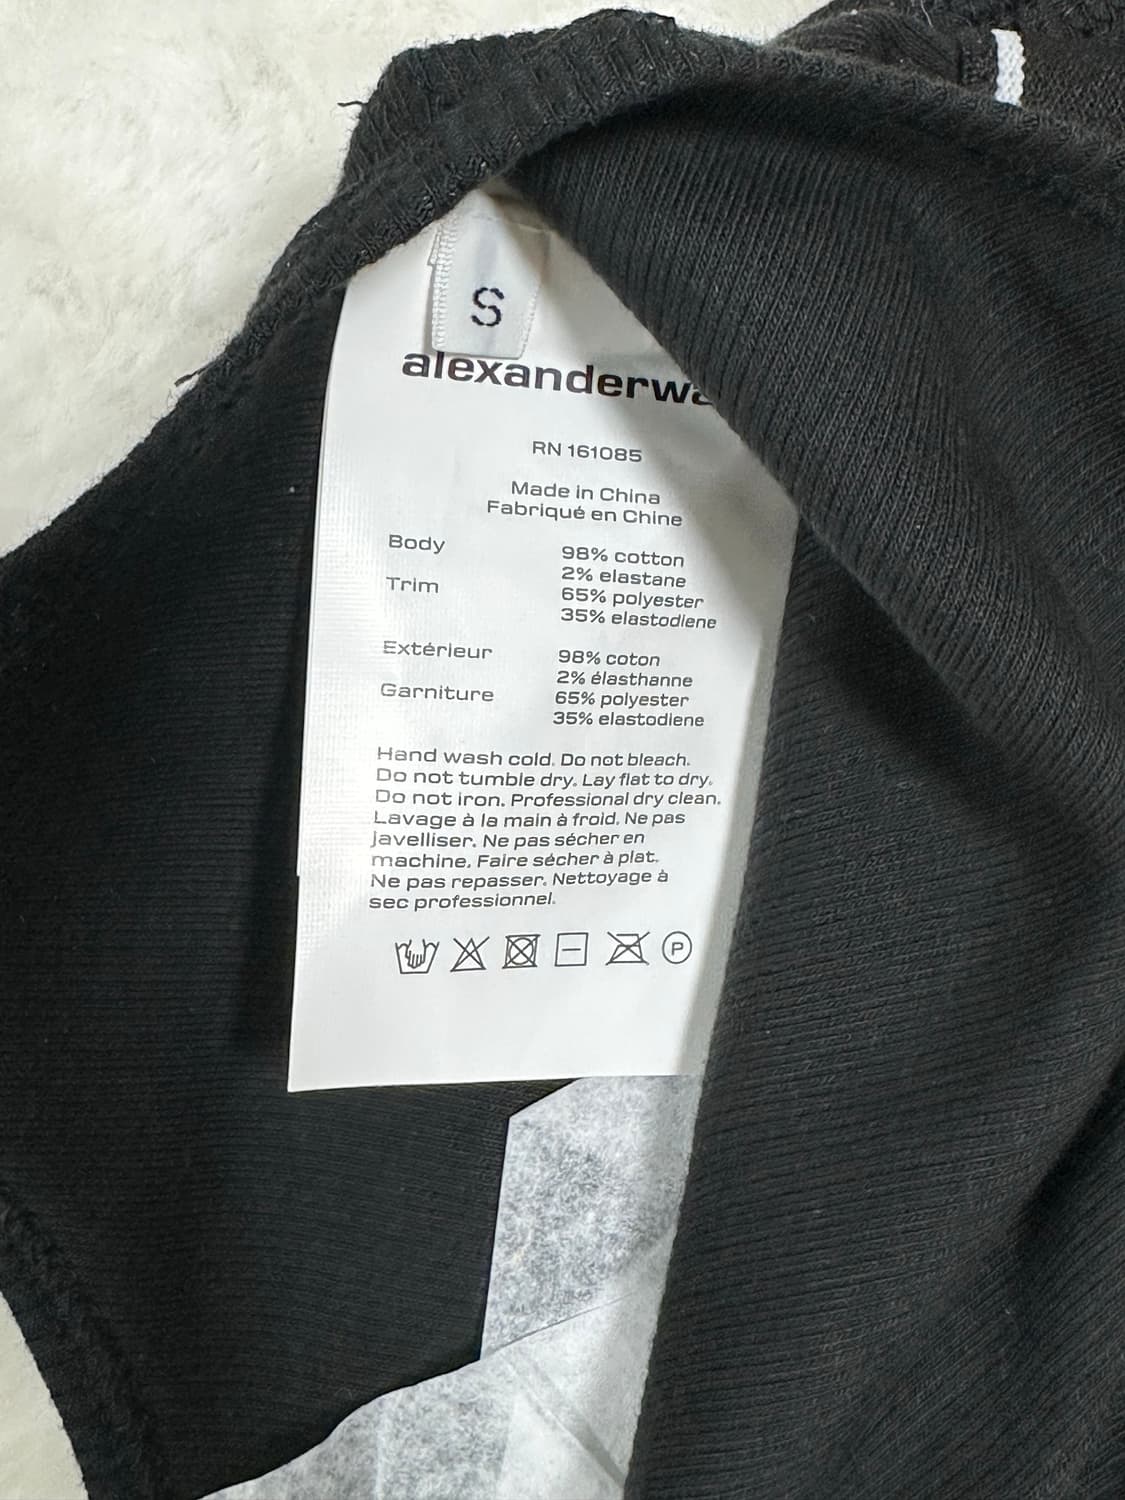 S
alexanderwa
RN 161085
Made in China
Fabriqué en Chine
Body 98% cotton
2% elastane
Trim 65% polyester
35% elastodiene
Extérieur 98% coton
2% élasthanne
Garniture 65% polyester
35% elastodiene
Hand wash cold. Do not bleach.
Do not tumble dry. Lay flat to dry.
Do not iron. Professional dry clean.
Lavage à la main à froid. Ne pas
javelliser. Ne pas sécher en
machine. Faire sécher à plat.
Ne pas repasser. Nettoyage à
sec professionnel.
P